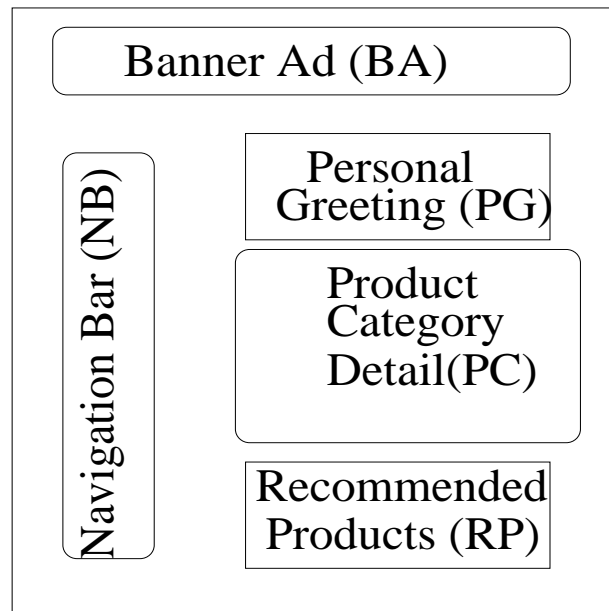 Banner Ad (BA)
Navigation Bar (NB)
Personal
Greeting (PG)
Product
Category
Detail(PC)
Recommended
Products (RP)